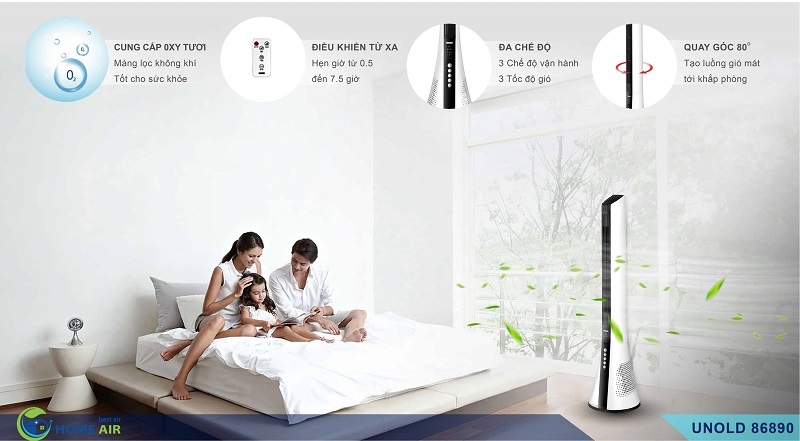 CUNG CẤP 0XY TƯƠI
Màng lọc không khí
Tốt cho sức khỏe
O2
ĐIỀU KHIỂN TỪ XA
Hẹn giờ từ 0.5
đến 7.5 giờ
ĐA CHẾ ĐỘ
3 Chế độ vận hành
3 Tốc độ gió
QUAY GÓC 80°
Tạo luồng gió mát
tới khắp phòng
best air
HOME AIR
UNOLD 86890